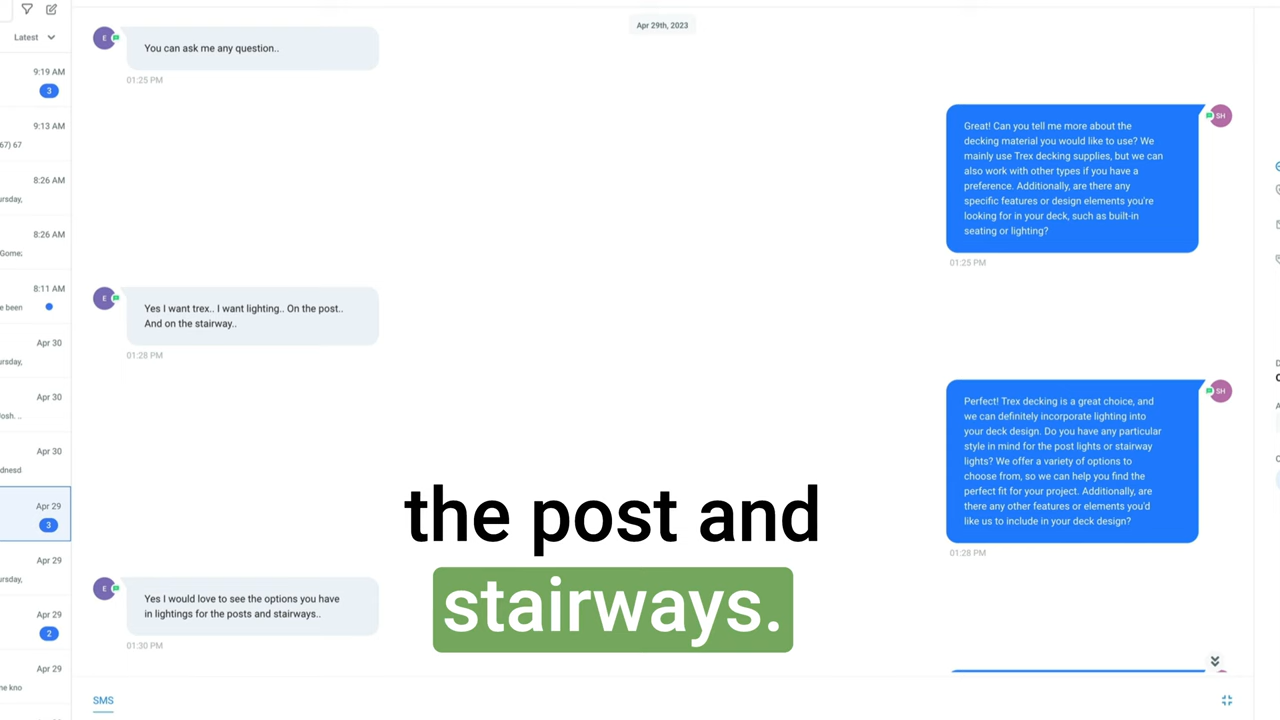 Latest
9:19 AM
3
9:13 AM
67) 67
8:26 AM
ursday,
8:26 AM
Gome;
8:11 AM
e been
Apr 30
ursday,
Apr 30
Josh. ..
Apr 30
dnesd
Apr 29
3
Apr 29
ursday,
Apr 29
2
Apr 29
he kno
Apr 29th, 2023
E
You can ask me any question..
01:25 PM
SH
Great! Can you tell me more about the
decking material you would like to use? We
mainly use Trex decking supplies, but we can
also work with other types if you have a
preference. Additionally, are there any
specific features or design elements you're
looking for in your deck, such as built-in
seating or lighting?
01:25 PM
E
Yes I want trex.. I want lighting.. On the post..
And on the stairway..
01:28 PM
SH
Perfect! Trex decking is a great choice, and
we can definitely incorporate lighting into
your deck design. Do you have any particular
style in mind for the post lights or stairway
lights? We offer a variety of options to
choose from, so we can help you find the
perfect fit for your project. Additionally, are
there any other features or elements you'd
like us to include in your deck design?
01:28 PM
E
Yes I would love to see the options you have
in lightings for the posts and stairways..
01:30 PM
the post and
stairways.
SMS